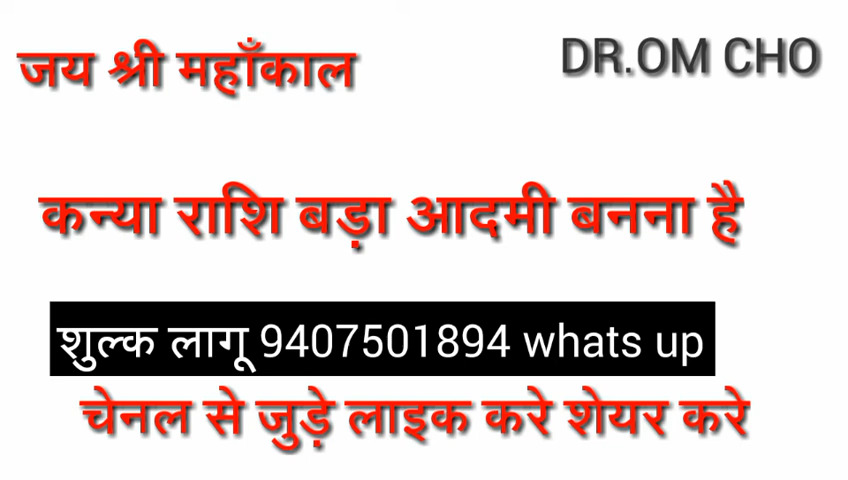 जय श्री महाँकाल
DR.OM CHO
कन्या राशि बड़ा आदमी बनना है
शुल्क लागू 9407501894 whats up
चेनल से जुड़े लाइक करे शेयर करे